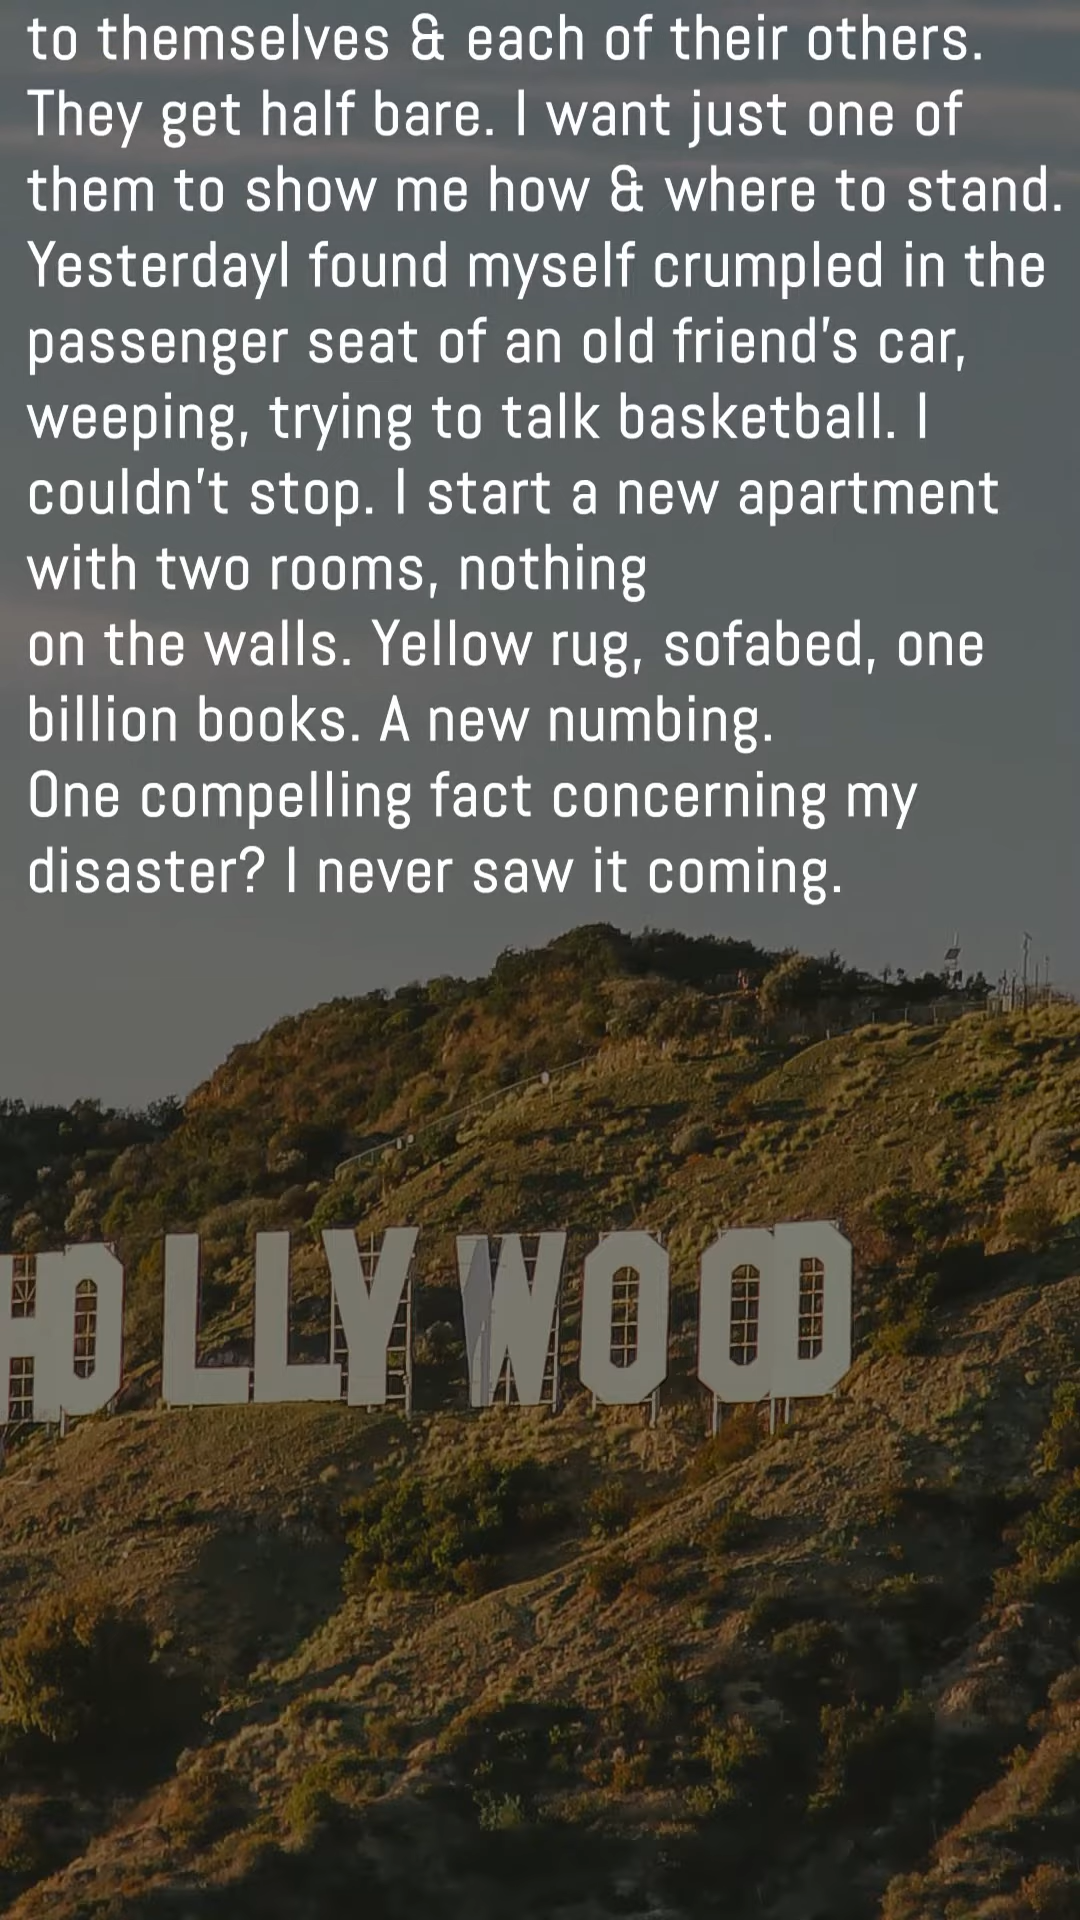 to themselves & each of their others.
They get half bare. I want just one of
them to show me how & where to stand.
YesterdayI found myself crumpled in the
passenger seat of an old friend’s car,
weeping, trying to talk basketball. I
couldn’t stop. I start a new apartment
with two rooms, nothing
on the walls. Yellow rug, sofabed, one
billion books. A new numbing.
One compelling fact concerning my
disaster? I never saw it coming.
HOLLYWOOD